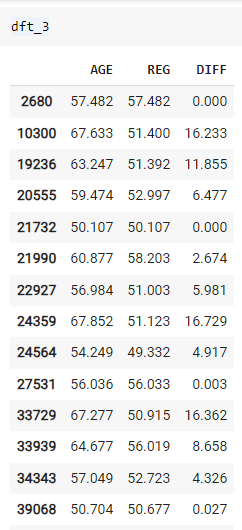 dft_3
AGE REG DIFF
2680 57.482 57.482 0.000
10300 67.633 51.400 16.233
19236 63.247 51.392 11.855
20555 59.474 52.997 6.477
21732 50.107 50.107 0.000
21990 60.877 58.203 2.674
22927 56.984 51.003 5.981
24359 67.852 51.123 16.729
24564 54.249 49.332 4.917
27531 56.036 56.033 0.003
33729 67.277 50.915 16.362
33939 64.677 56.019 8.658
34343 57.049 52.723 4.326
39068 50.704 50.677 0.027